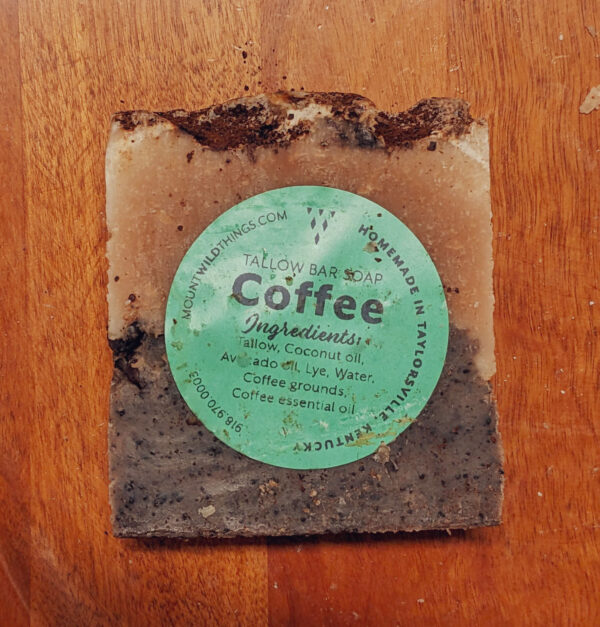 MOUNTWILDTHINGS.COM
HOMEMADE IN TAYLORSVILLE, KENTUCKY
TALLOW BAR SOAP
Coffee
Ingredients:
Tallow, Coconut oil,
Avocado oil, Lye, Water,
Coffee grounds,
Coffee essential oil
918.970.0003